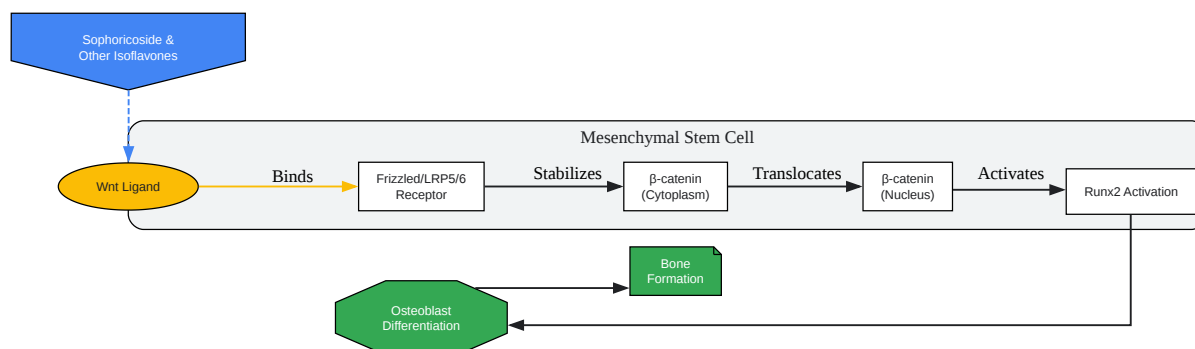 Sophoricoside &
Other Isoflavones
Mesenchymal Stem Cell
Wnt Ligand
Binds
Frizzled/LRP5/6
Receptor
Stabilizes
β-catenin
(Cytoplasm)
Translocates
β-catenin
(Nucleus)
Activates
Runx2 Activation
Bone
Formation
Osteoblast
Differentiation